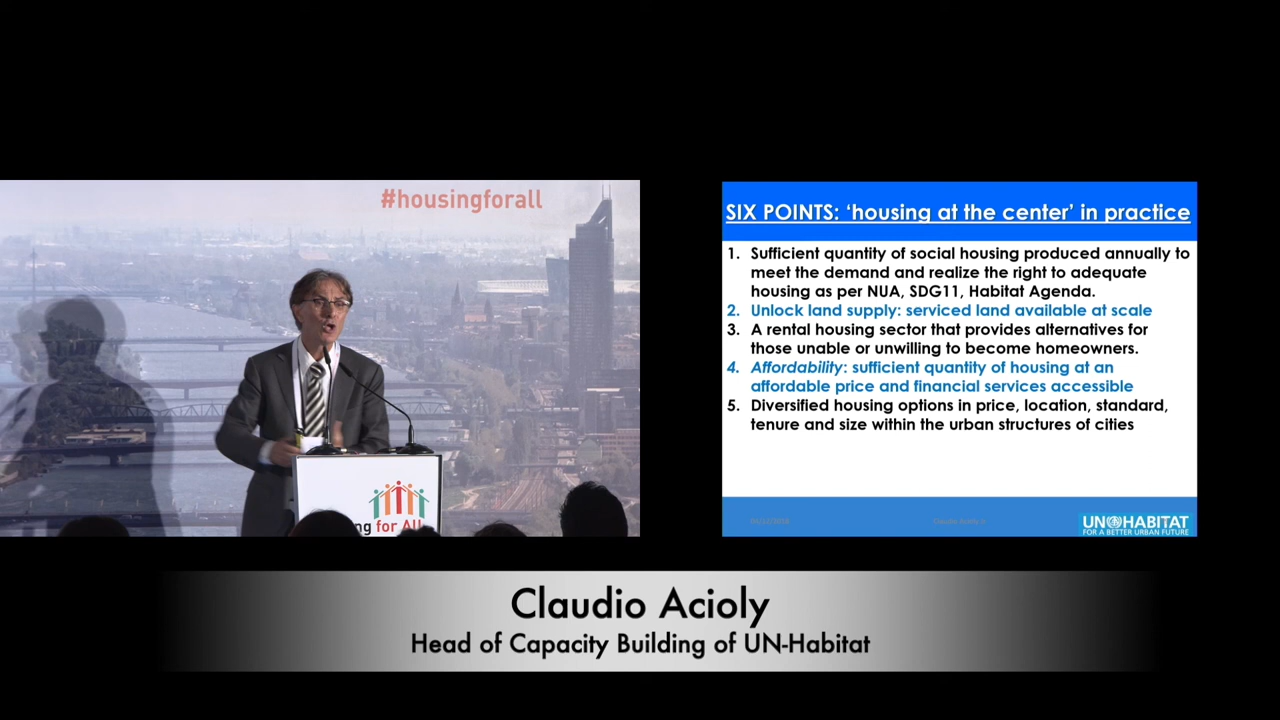 #housingforall
ng for All
SIX POINTS: ‘housing at the center’ in practice
1. Sufficient quantity of social housing produced annually to
meet the demand and realize the right to adequate
housing as per NUA, SDG11, Habitat Agenda.
2. Unlock land supply: serviced land available at scale
3. A rental housing sector that provides alternatives for
those unable or unwilling to become homeowners.
4. Affordability: sufficient quantity of housing at an
affordable price and financial services accessible
5. Diversified housing options in price, location, standard,
tenure and size within the urban structures of cities
Claudio Acioly Jr
UN HABITAT
FOR A BETTER URBAN FUTURE
Claudio Acioly
Head of Capacity Building of UN-Habitat